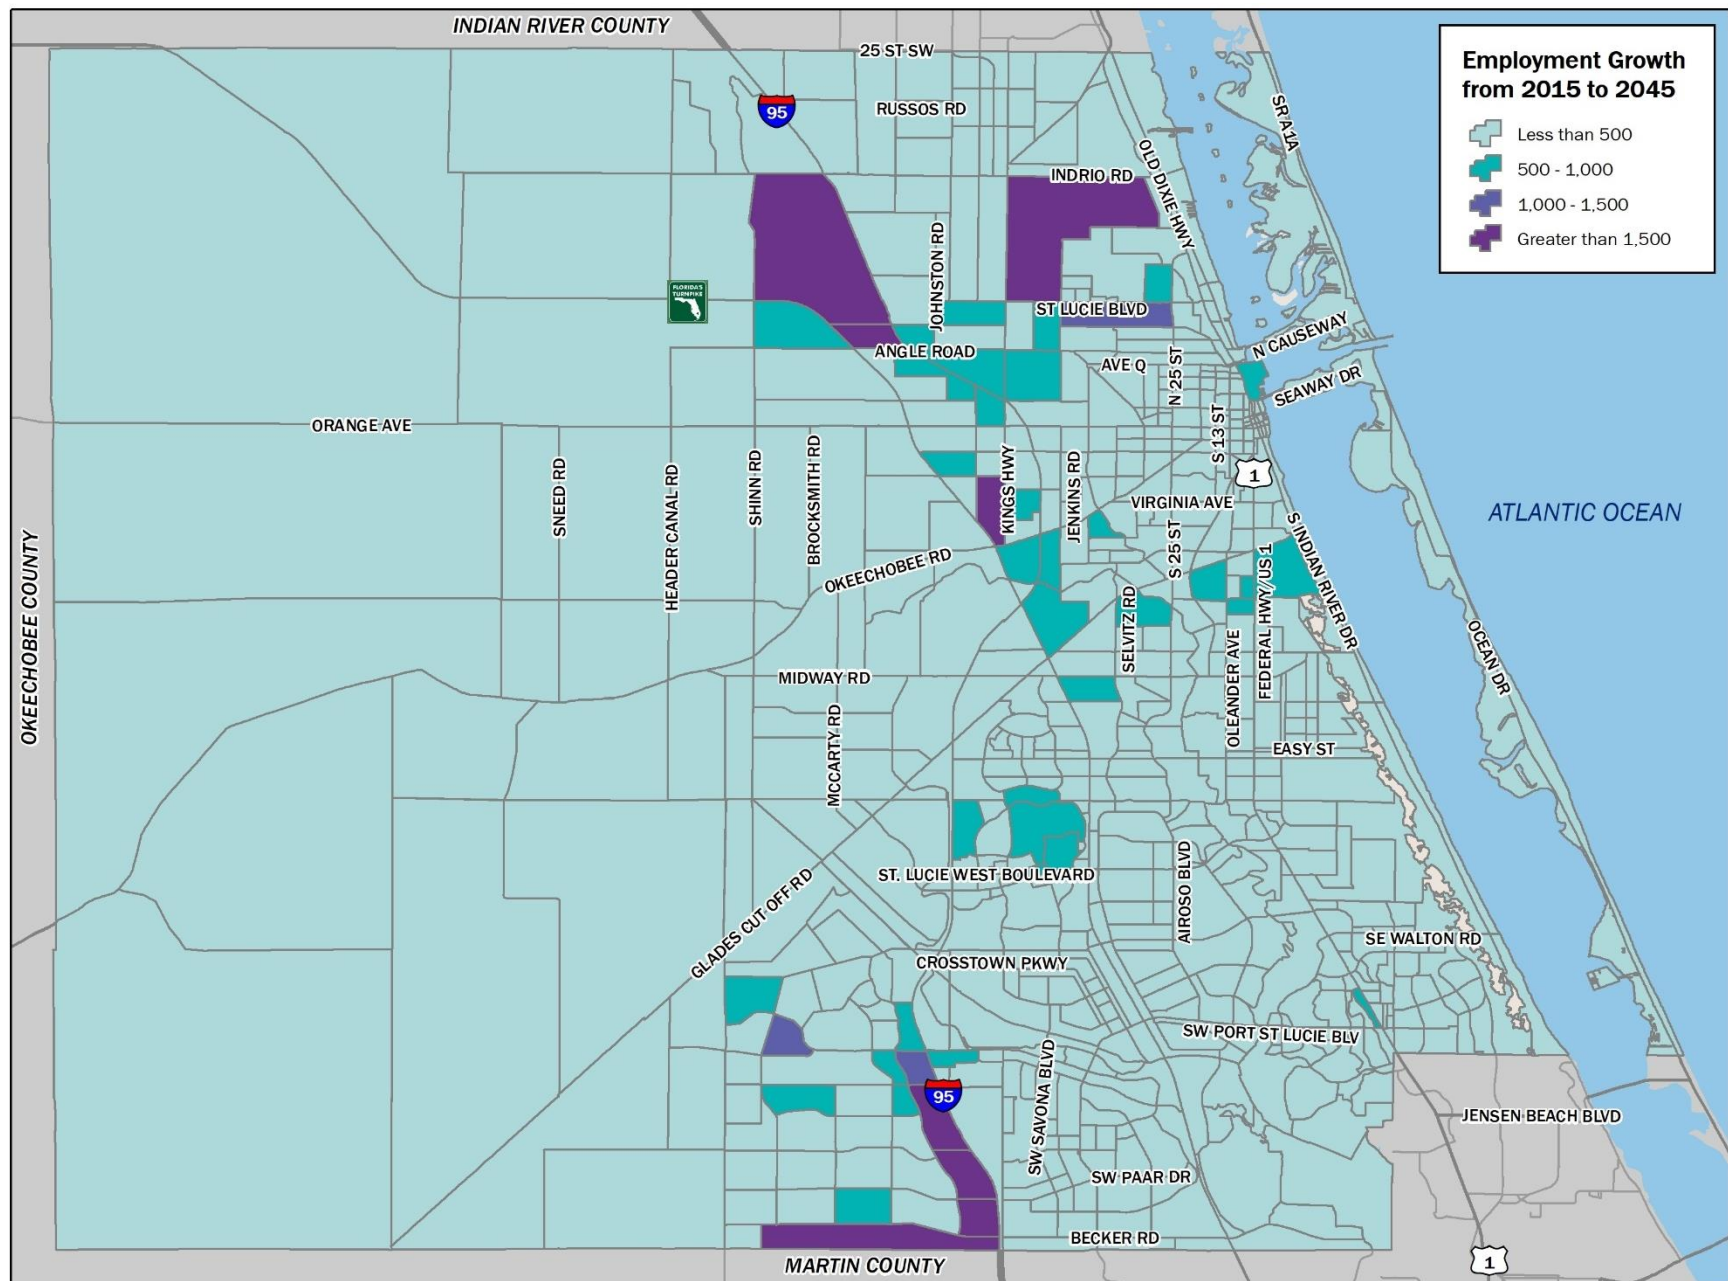 INDIAN RIVER COUNTY
25 ST SW
Employment Growth
from 2015 to 2045
Less than 500
500 - 1,000
1,000 - 1,500
Greater than 1,500
95
RUSSOS RD
SR A1A
OLD DIXIE HWY
INDRIO RD
JOHNSTON RD
FLORIDA'S
TURNPIKE
ST LUCIE BLVD
N CAUSEWAY
ANGLE ROAD
AVE Q
N 25 ST
SEAWAY DR
ORANGE AVE
S 13 ST
SNEED RD
HEADER CANAL RD
SHINN RD
BROCKSMITH RD
KINGS HWY
JENKINS RD
1
VIRGINIA AVE
ATLANTIC OCEAN
S 25 ST
S INDIAN RIVER DR
OKEECHOBEE COUNTY
OKEECHOBEE RD
FEDERAL HWY/US 1
SELVITZ RD
OLEANDER AVE
OCEAN DR
MIDWAY RD
MCCARTY RD
EASY ST
ST. LUCIE WEST BOULEVARD
AIROSO BLVD
GLADES CUT OFF RD
SE WALTON RD
CROSSTOWN PKWY
SW PORT ST LUCIE BLV
SW SAVONA BLVD
95
JENSEN BEACH BLVD
SW PAAR DR
BECKER RD
MARTIN COUNTY
1